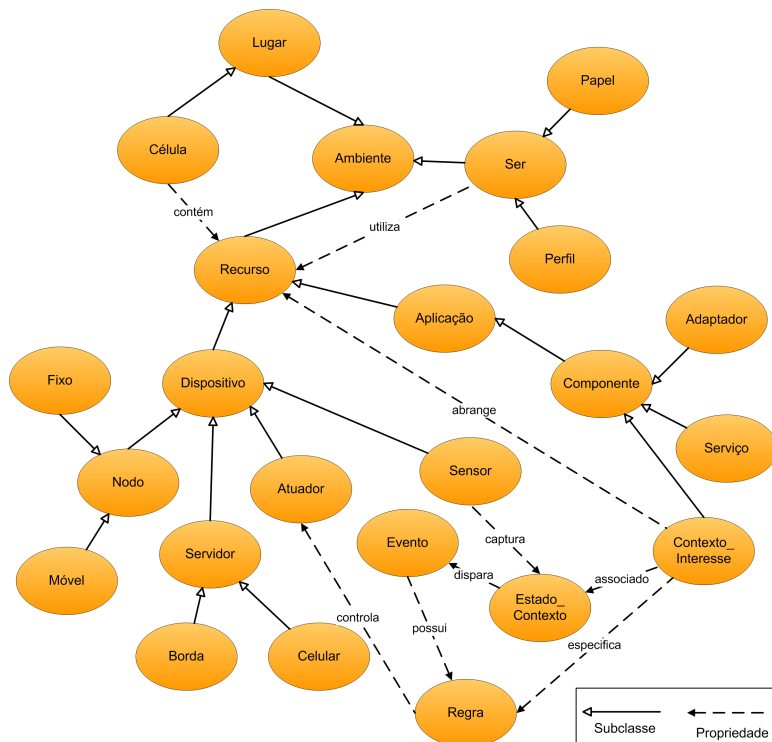 Lugar
Papel
Célula
Ambiente
Ser
contém
utiliza
Perfil
Recurso
Aplicação
Adaptador
Fixo
Dispositivo
Componente
abrange
Serviço
Nodo
Atuador
Sensor
Evento
captura
Contexto_
Interesse
Móvel
Servidor
dispara
associado
Estado_
Contexto
controla
possui
especifica
Borda
Celular
Regra
Subclasse
Propriedade